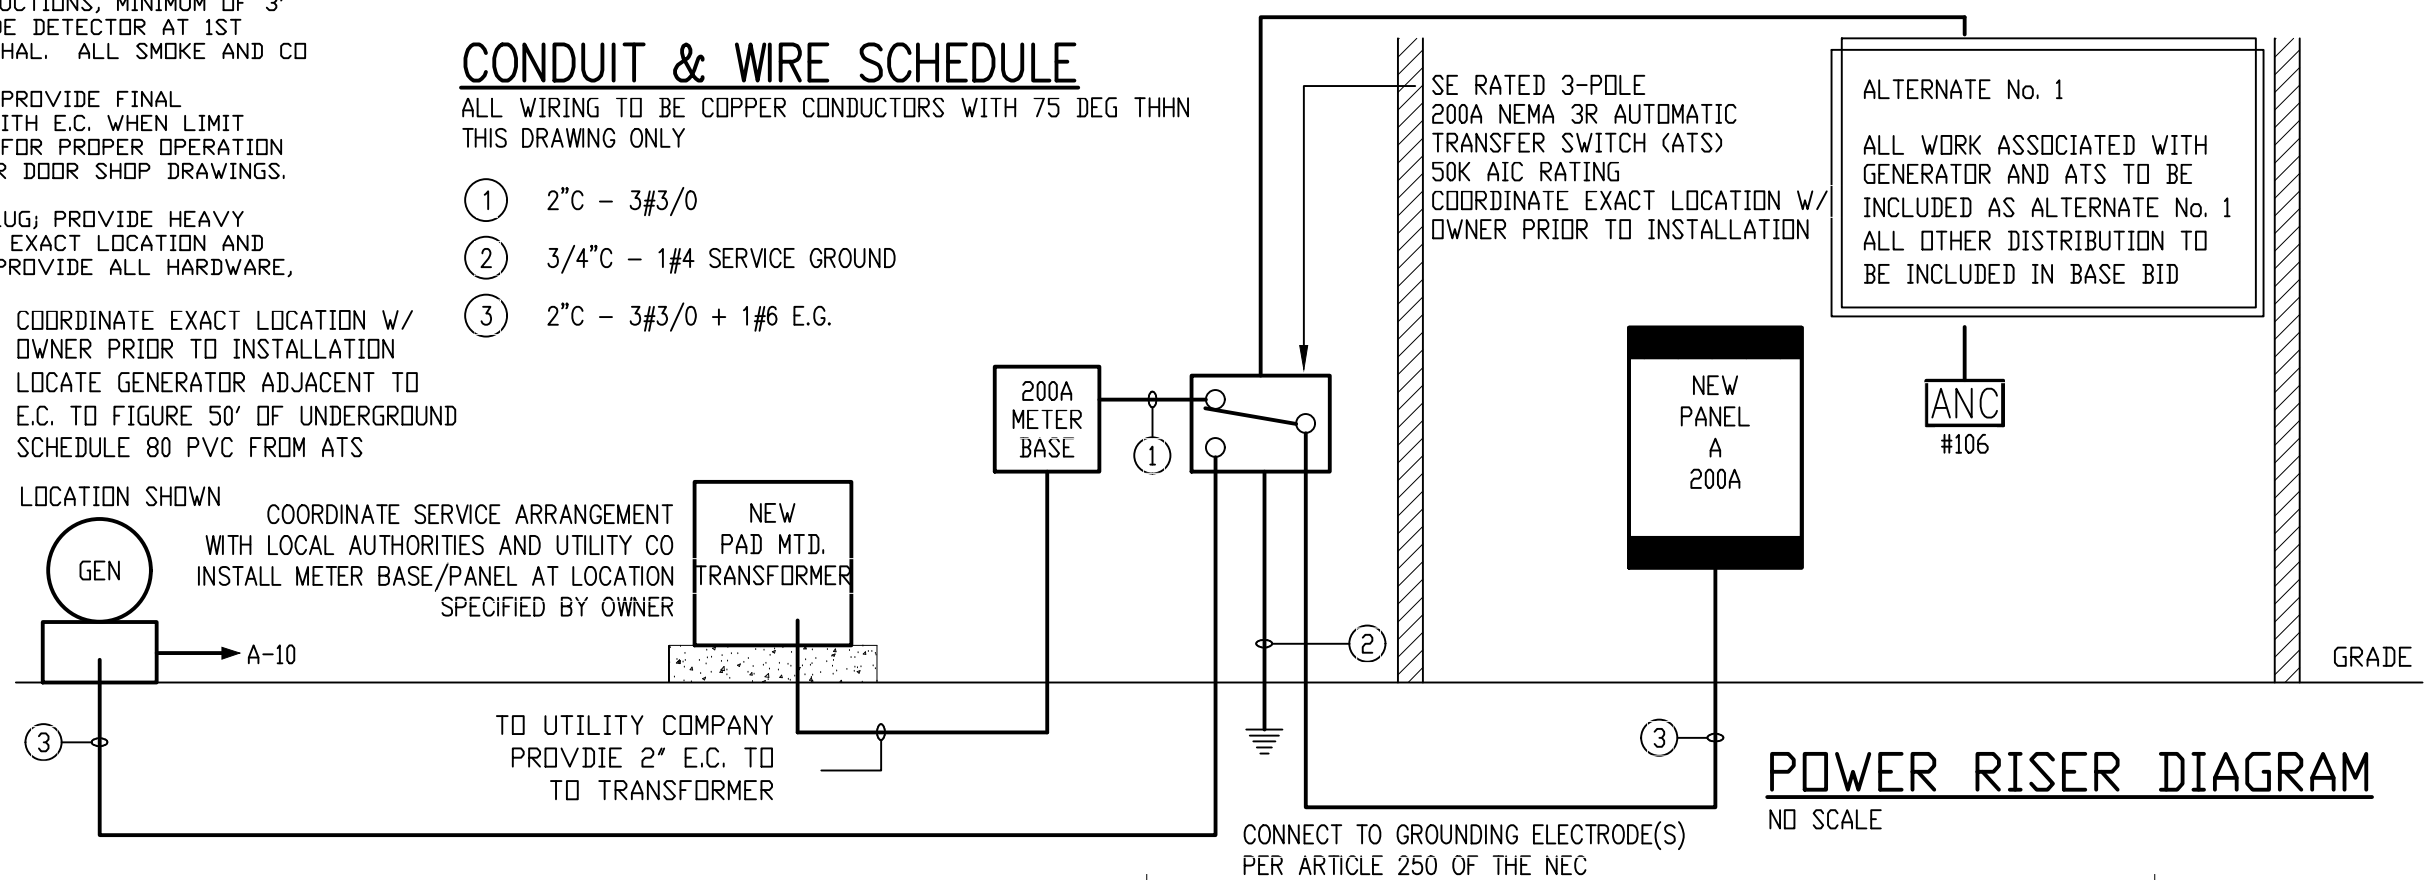 UCTIONS, MINIMUM OF 3'
DE DETECTOR AT 1ST
HAL. ALL SMOKE AND CO
PROVIDE FINAL
ITH E.C. WHEN LIMIT
FOR PROPER OPERATION
R DOOR SHOP DRAWINGS.
LUG; PROVIDE HEAVY
EXACT LOCATION AND
PROVIDE ALL HARDWARE,
CONDUIT & WIRE SCHEDULE
ALL WIRING TO BE COPPER CONDUCTORS WITH 75 DEG THHN
THIS DRAWING ONLY
1 2"C - 3#3/0
2 3/4"C - 1#4 SERVICE GROUND
3 2"C - 3#3/0 + 1#6 E.G.
SE RATED 3-POLE
200A NEMA 3R AUTOMATIC
TRANSFER SWITCH (ATS)
50K AIC RATING
COORDINATE EXACT LOCATION W/
OWNER PRIOR TO INSTALLATION
ALTERNATE No. 1
ALL WORK ASSOCIATED WITH
GENERATOR AND ATS TO BE
INCLUDED AS ALTERNATE No. 1
ALL OTHER DISTRIBUTION TO
BE INCLUDED IN BASE BID
COORDINATE EXACT LOCATION W/
OWNER PRIOR TO INSTALLATION
LOCATE GENERATOR ADJACENT TO
E.C. TO FIGURE 50' OF UNDERGROUND
SCHEDULE 80 PVC FROM ATS
LOCATION SHOWN
GEN
A-10
3
COORDINATE SERVICE ARRANGEMENT
WITH LOCAL AUTHORITIES AND UTILITY CO
INSTALL METER BASE/PANEL AT LOCATION
SPECIFIED BY OWNER
NEW
PAD MTD.
TRANSFORMER
TO UTILITY COMPANY
PROVDIE 2" E.C. TO
TO TRANSFORMER
200A
METER
BASE
1
2
NEW
PANEL
A
200A
ANC
#106
GRADE
3
CONNECT TO GROUNDING ELECTRODE(S)
PER ARTICLE 250 OF THE NEC
POWER RISER DIAGRAM
NO SCALE